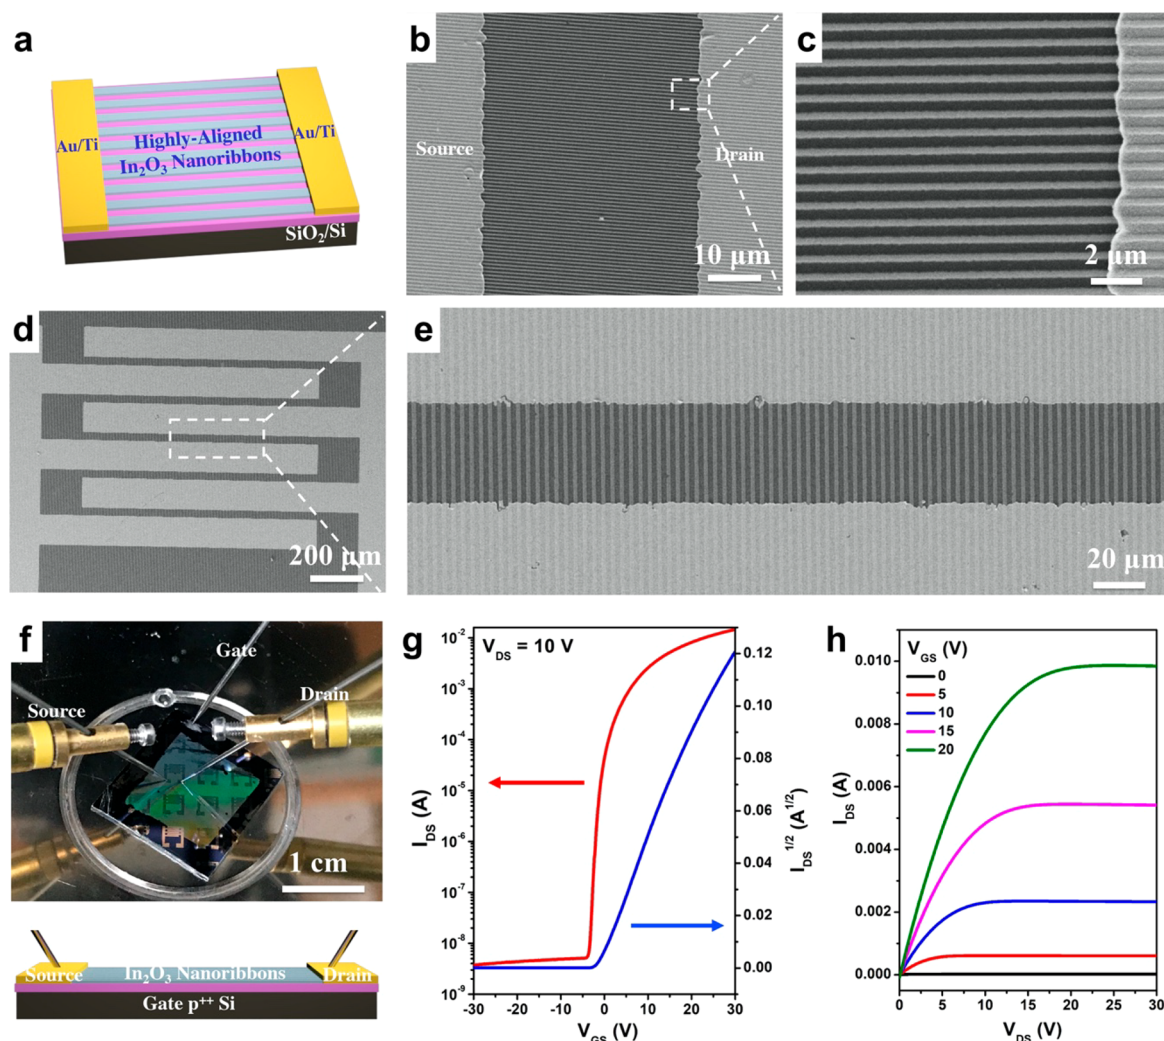 a
Au/Ti
Highly-Aligned
In₂O₃ Nanoribbons
Au/Ti
SiO₂/Si
b
Source
Drain
10 μm
c
2 μm
d
200 μm
e
20 μm
f
Gate
Source
Drain
1 cm
Source
In₂O₃ Nanoribbons
Drain
Gate p⁺⁺ Si
g
V_DS = 10 V
10⁻²
10⁻³
10⁻⁴
10⁻⁵
10⁻⁶
10⁻⁷
10⁻⁸
10⁻⁹
I_DS (A)
0.12
0.10
0.08
0.06
0.04
0.02
0.00
I_DS^1/2 (A^1/2)
-30 -20 -10 0 10 20 30
V_GS (V)
h
V_GS (V)
0
5
10
15
20
0.010
0.008
0.006
0.004
0.002
0.000
I_DS (A)
0 5 10 15 20 25 30
V_DS (V)